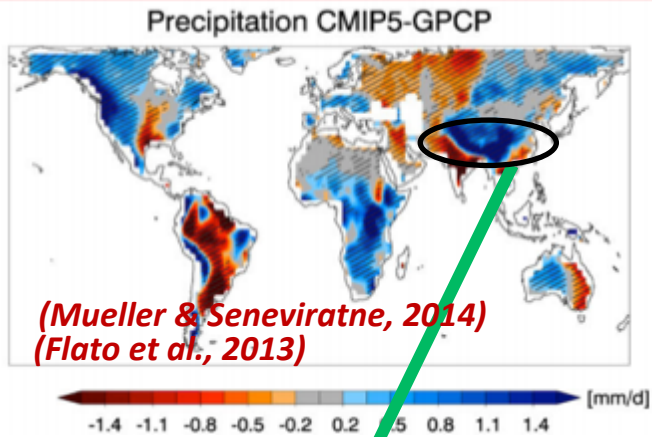 Precipitation CMIP5-GPCP
(Mueller & Seneviratne, 2014)
(Flato et al., 2013)
[mm/d]
-1.4 -1.1 -0.8 -0.5 -0.2 0.2 0.8 1.1 1.4